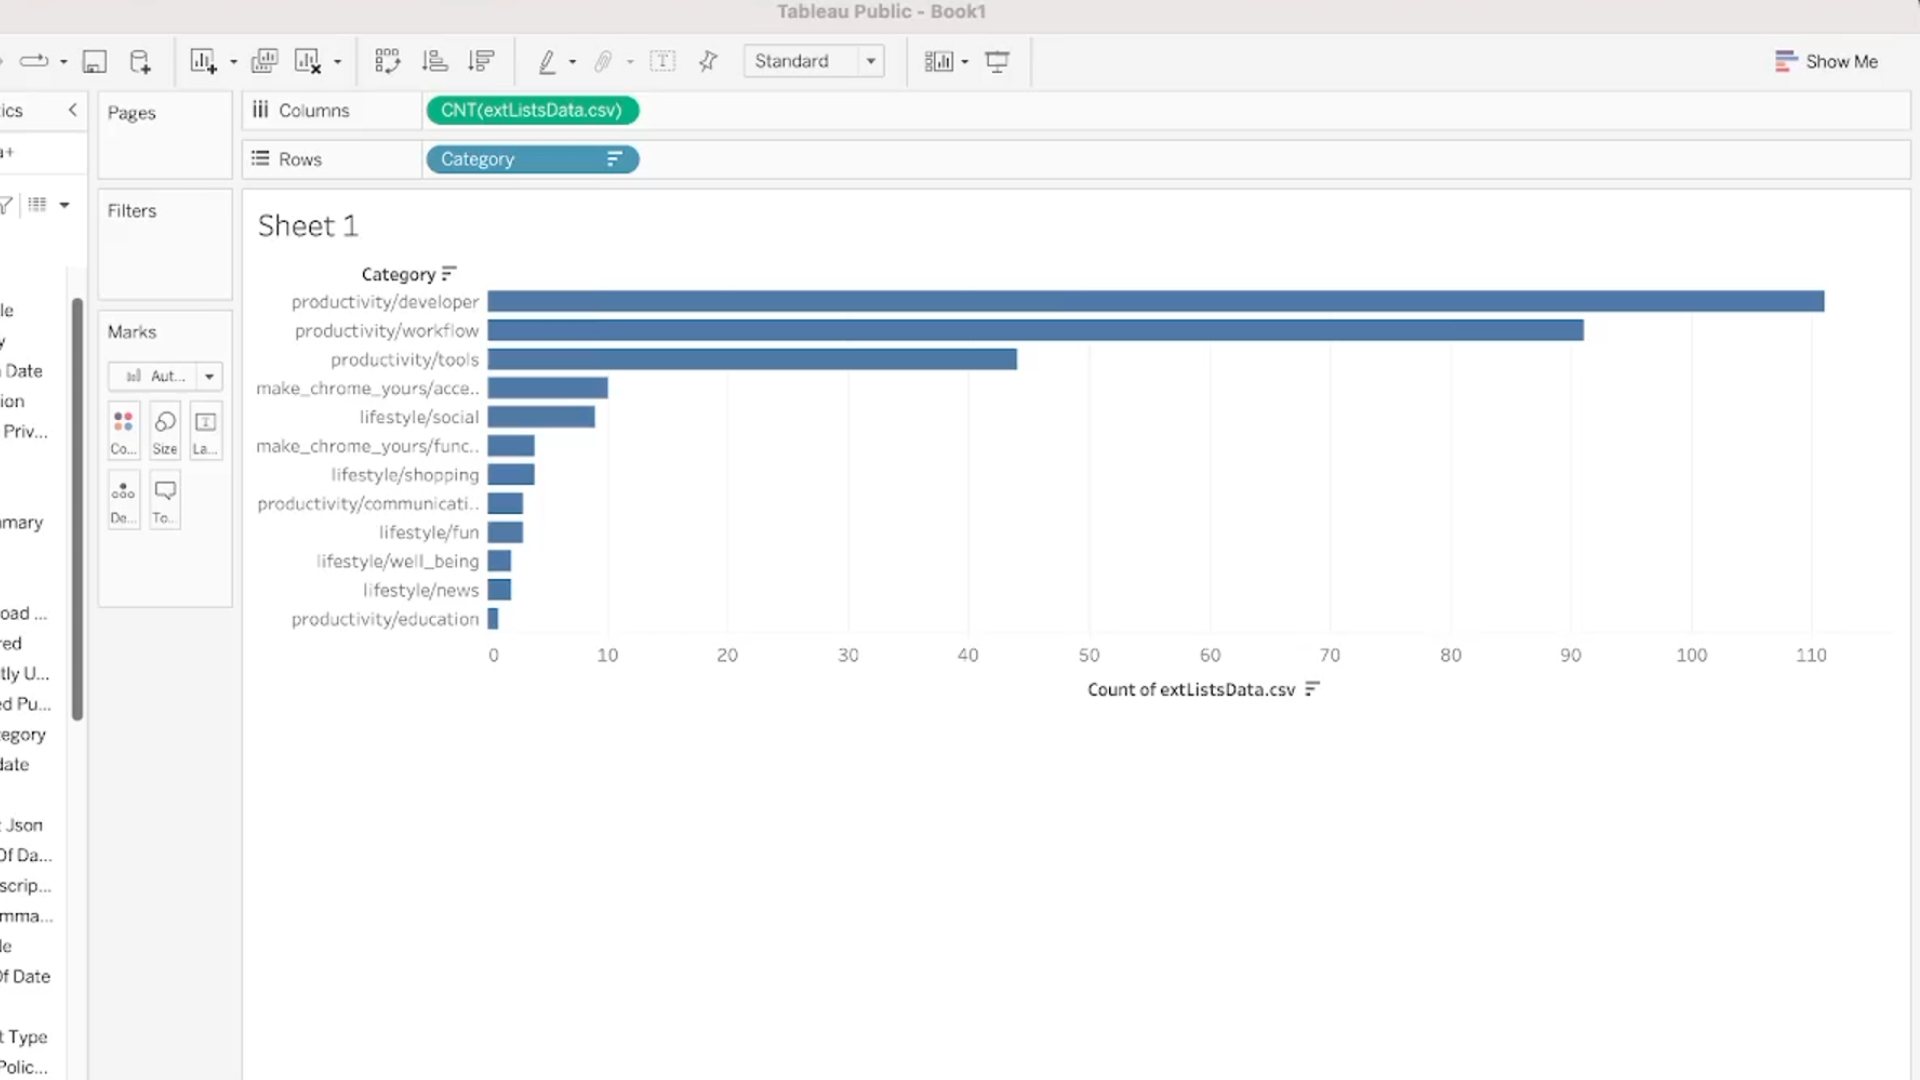 Tableau Public - Book1
Standard
Show Me
tics
Pages
Columns
CNT(extListsData.csv)
a+
Rows
Category
Filters
Sheet 1
Category
productivity/developer
productivity/workflow
productivity/tools
make_chrome_yours/acce..
lifestyle/social
make_chrome_yours/func..
lifestyle/shopping
productivity/communicati..
lifestyle/fun
lifestyle/well_being
lifestyle/news
productivity/education
0 10 20 30 40 50 60 70 80 90 100 110
Count of extListsData.csv
Marks
Aut...
Co...
Size
La...
De...
To...
le
y
Date
ion
Priv...
mary
oad ...
red
tly U...
ed Pu...
egory
date
Json
Of Da...
scrip...
mma...
le
Of Date
t Type
Polic...